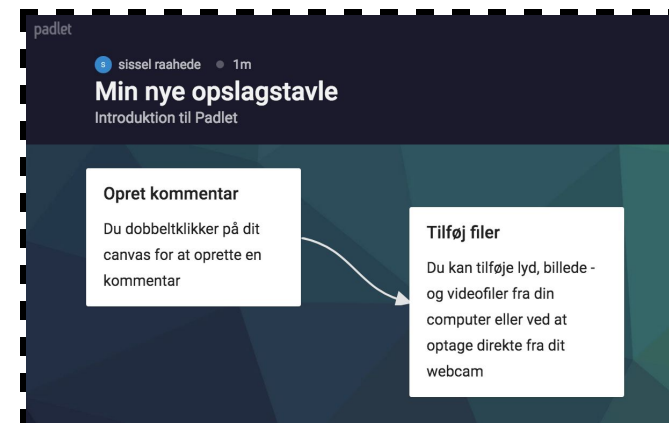 padlet
s sissel raahede 1m
Min nye opslagstavle
Introduktion til Padlet
Opret kommentar
Du dobbeltklikker på dit
canvas for at oprette en
kommentar
Tilføj filer
Du kan tilføje lyd, billede -
og videofiler fra din
computer eller ved at
optage direkte fra dit
webcam